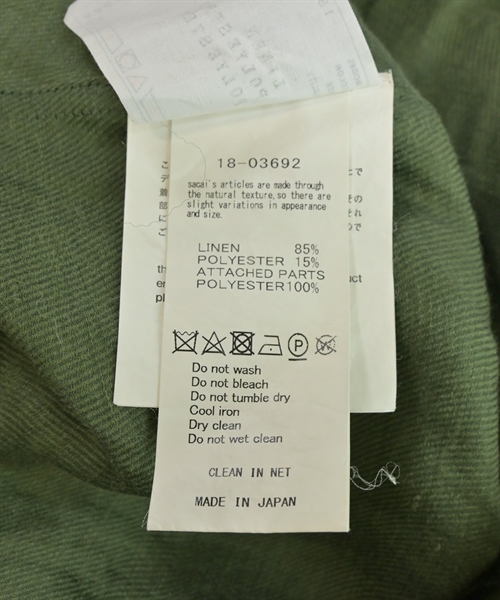 18-03692
sacai's articles are made through
the natural texture, so there are
slight variations in appearance
and size.
LINEN 85%
POLYESTER 15%
ATTACHED PARTS
POLYESTER 100%
Do not wash
Do not bleach
Do not tumble dry
Cool iron
Dry clean
Do not wet clean
CLEAN IN NET
MADE IN JAPAN